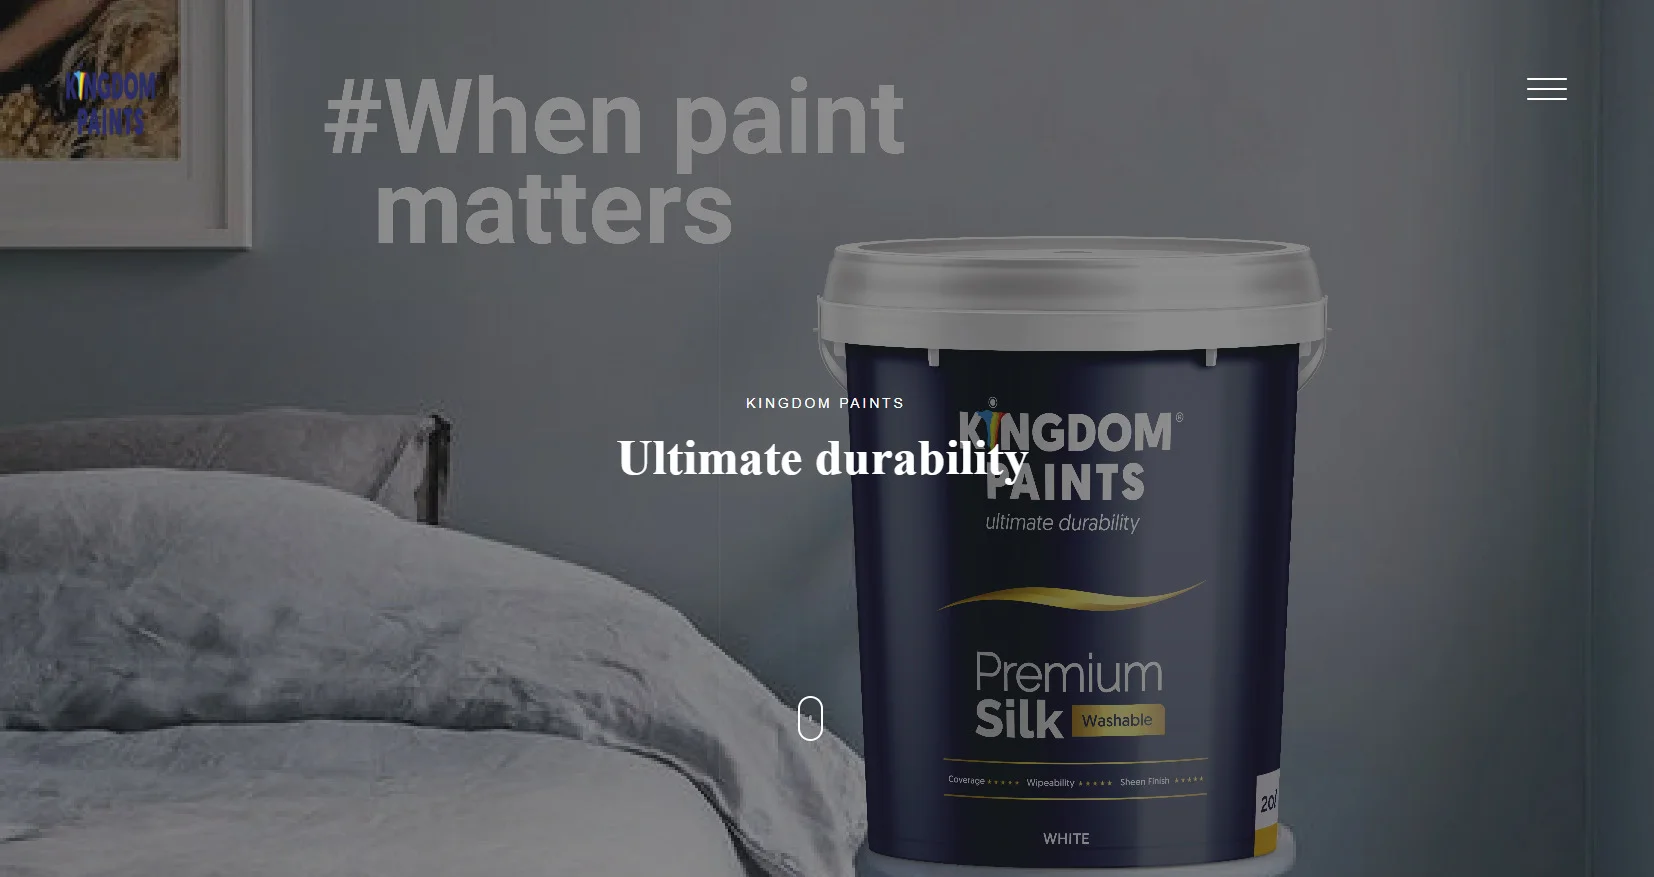 KINGDOM
PAINTS
#When paint
matters
KINGDOM PAINTS
Ultimate durability
KINGDOM®
PAINTS
ultimate durability
Premium
Silk Washable
Coverage ★★★★★ Wipeability ★★★★★ Sheen Finish ★★★★★
WHITE